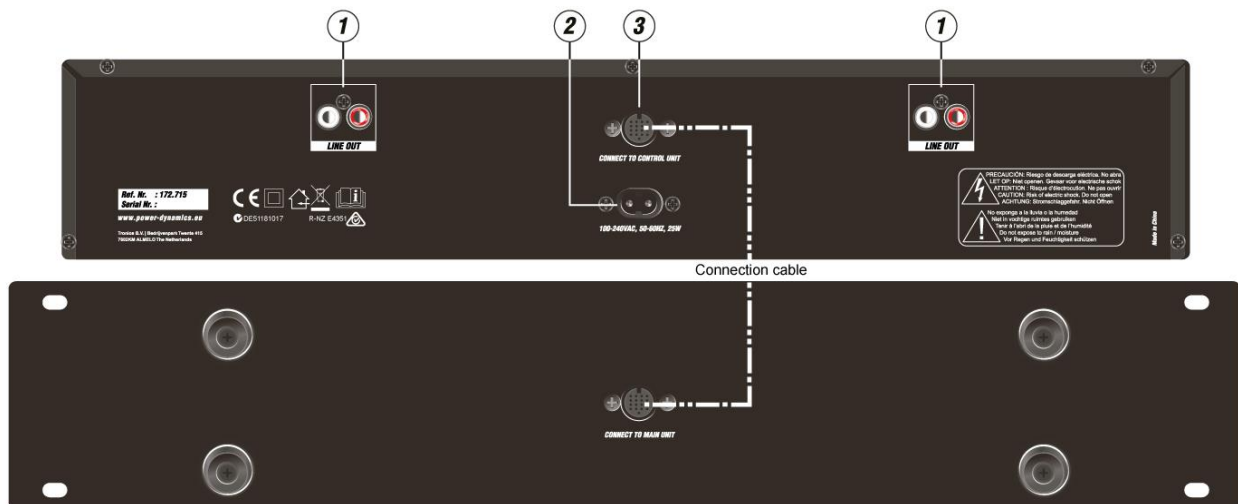 1
2
3
1
LINE OUT
CONNECT TO CONTROL UNIT
LINE OUT
Ref. Nr. : 172.715
Serial Nr. :
www.power-dynamics.eu
Tronios B.V. | Bedrijvenpark Twente 415
7602KM ALMELO The Netherlands
CE
DE51181017
R-NZ E4351
100-240VAC, 50-60HZ, 25W
PRECAUCIÓN: Riesgo de descarga eléctrica. No abra
LET OP: Niet openen. Gevaar voor electrische schok
ATTENTION : Risque d'électrocution. Ne pas ouvrir
CAUTION: Risk of electric shock. Do not open
ACHTUNG: Stromschlaggefahr. Nicht Öffnen
No exponga a la lluvia o la humedad
Niet in vochtige ruimtes gebruiken
Tenir à l'abri de la pluie et de l'humidité
Do not expose to rain / moisture
Vor Regen und Feuchtigkeit schützen
Made in China
Connection cable
CONNECT TO MAIN UNIT